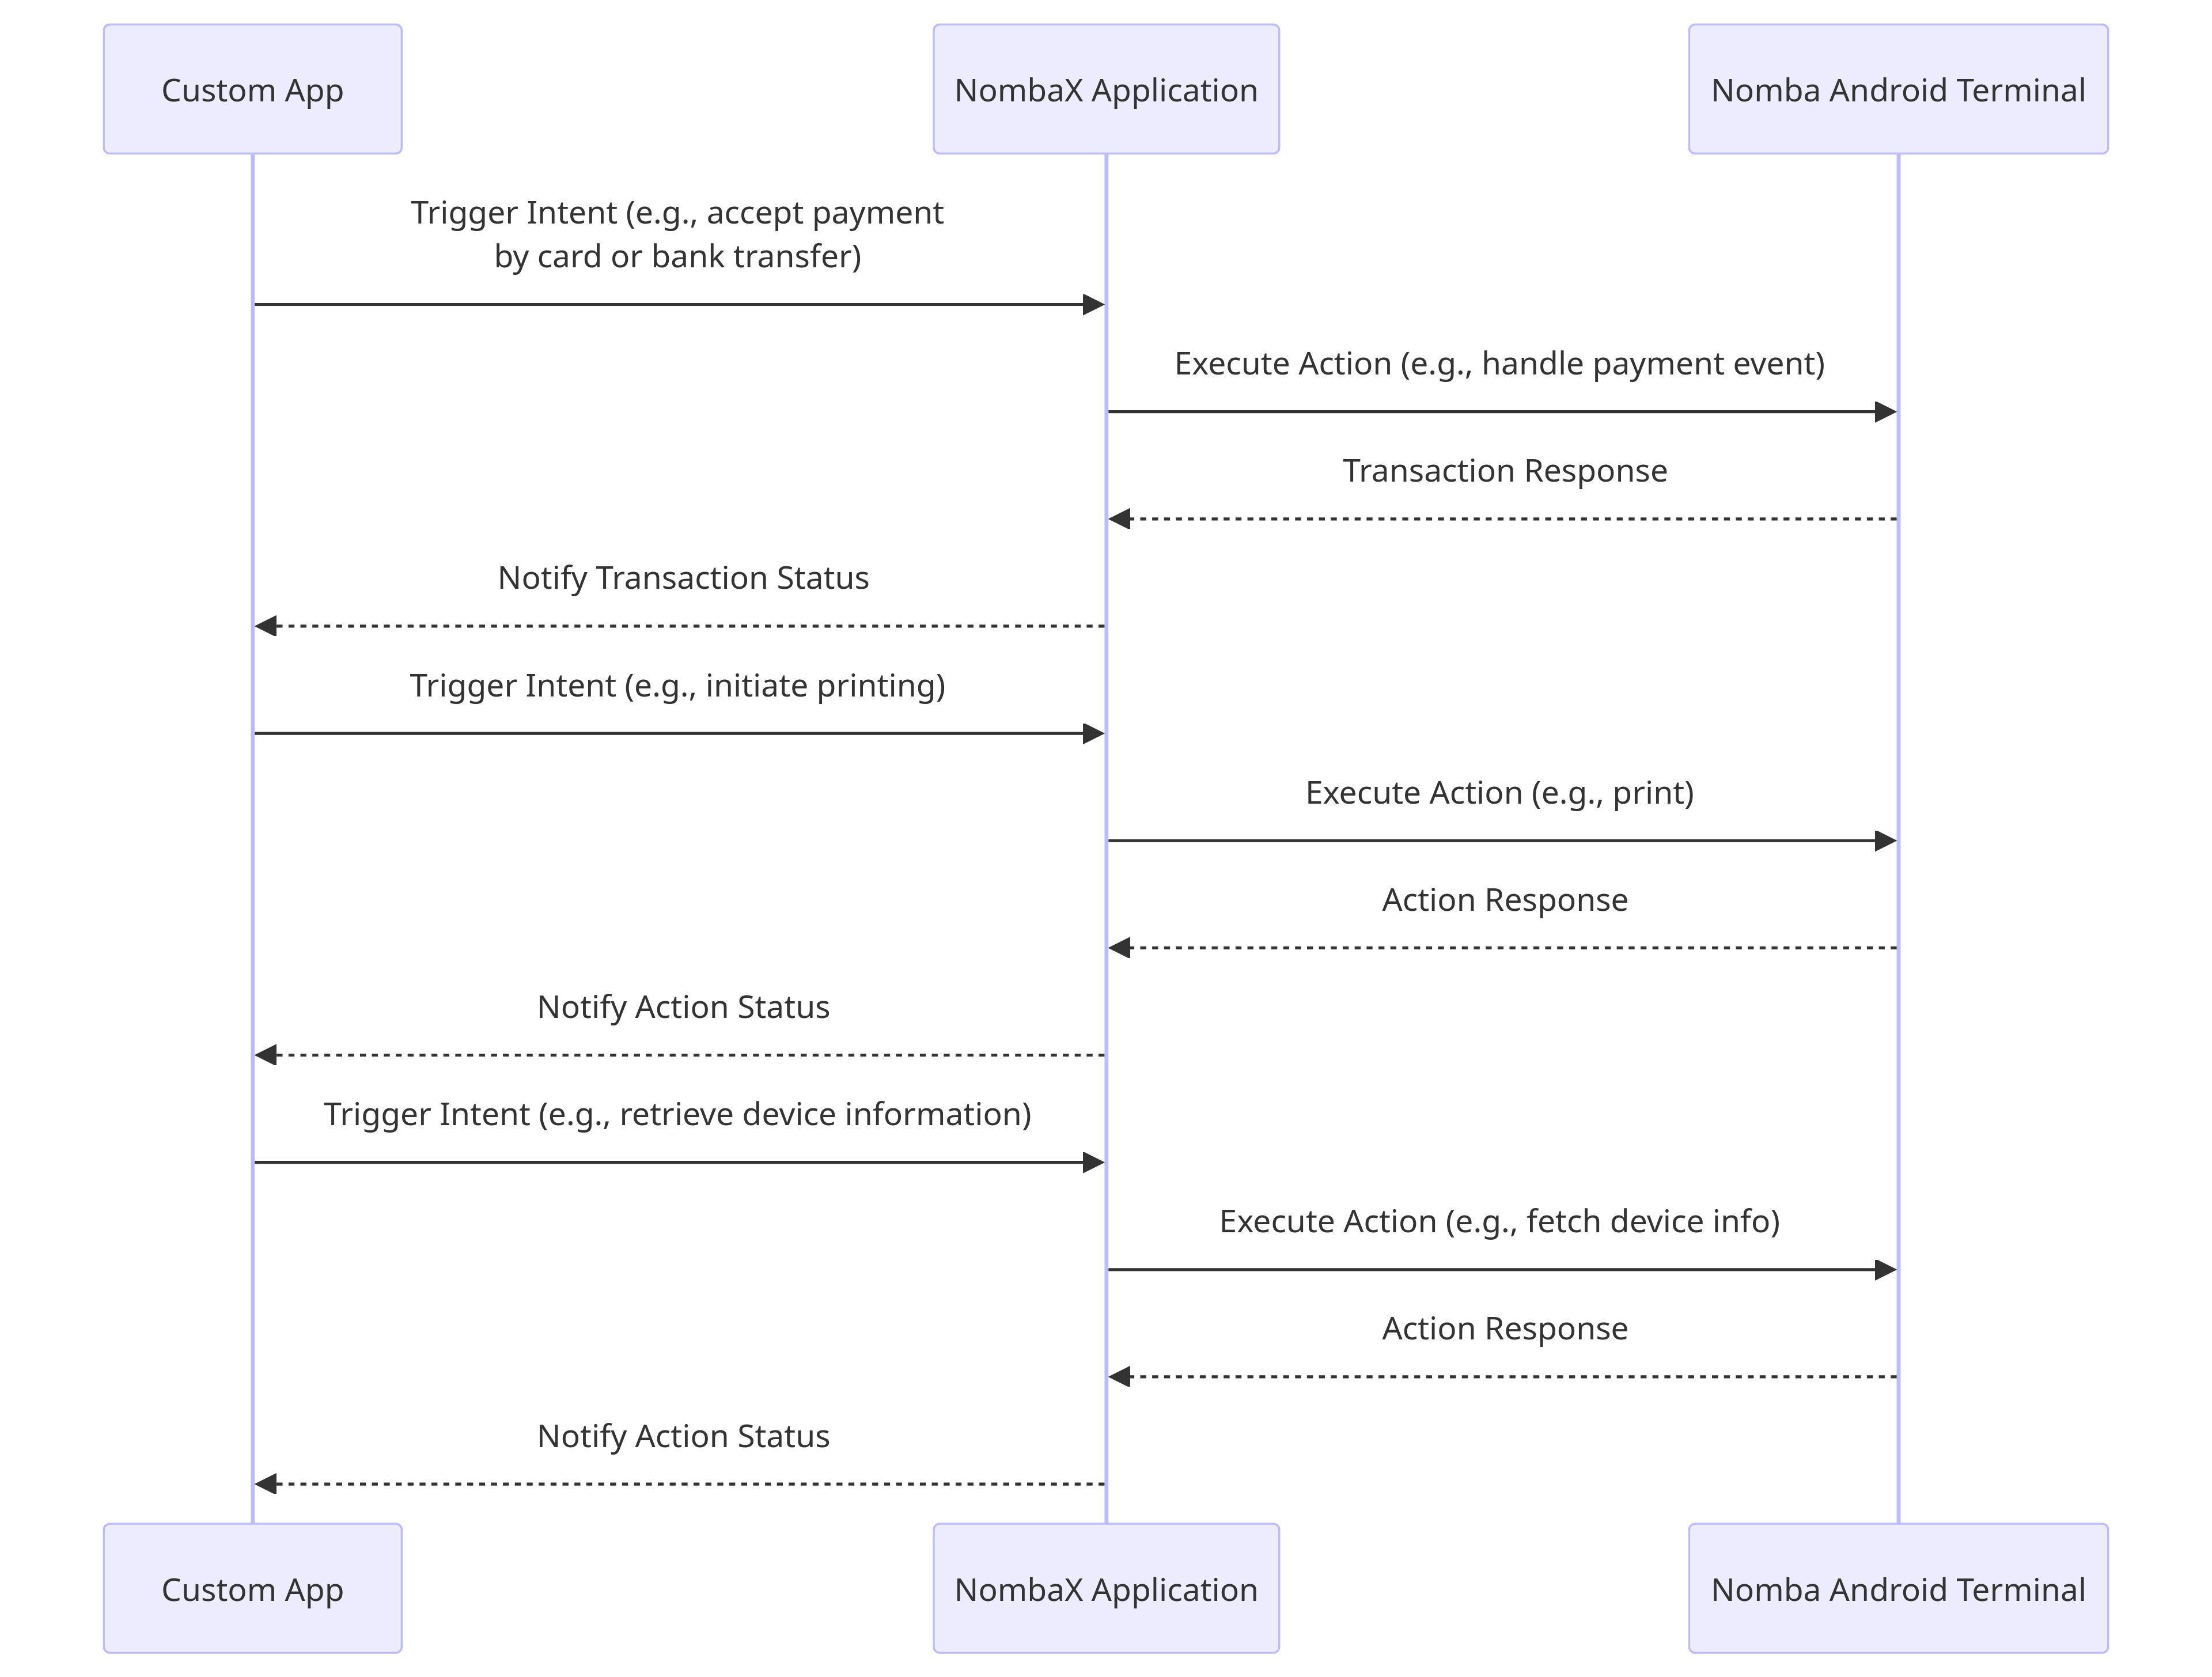 Custom App
NombaX Application
Nomba Android Terminal
Trigger Intent (e.g., accept payment
by card or bank transfer)
Execute Action (e.g., handle payment event)
Transaction Response
Notify Transaction Status
Trigger Intent (e.g., initiate printing)
Execute Action (e.g., print)
Action Response
Notify Action Status
Trigger Intent (e.g., retrieve device information)
Execute Action (e.g., fetch device info)
Action Response
Notify Action Status
Custom App
NombaX Application
Nomba Android Terminal